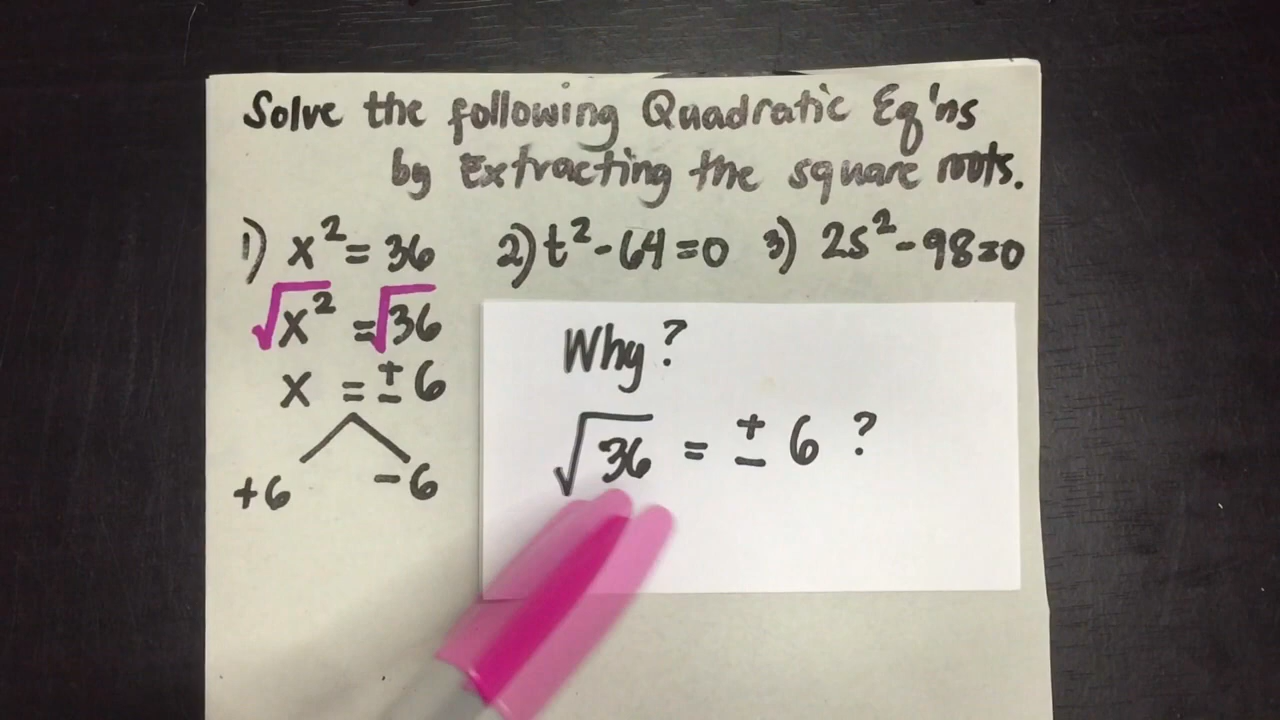 Solve the following Quadratic Eq'ns
by Extracting the square roots.
1) x² = 36
2) t² - 64 = 0
3) 2s² - 98 = 0
√x² = √36
x = ± 6
+6 -6
Why?
√36 = ± 6 ?